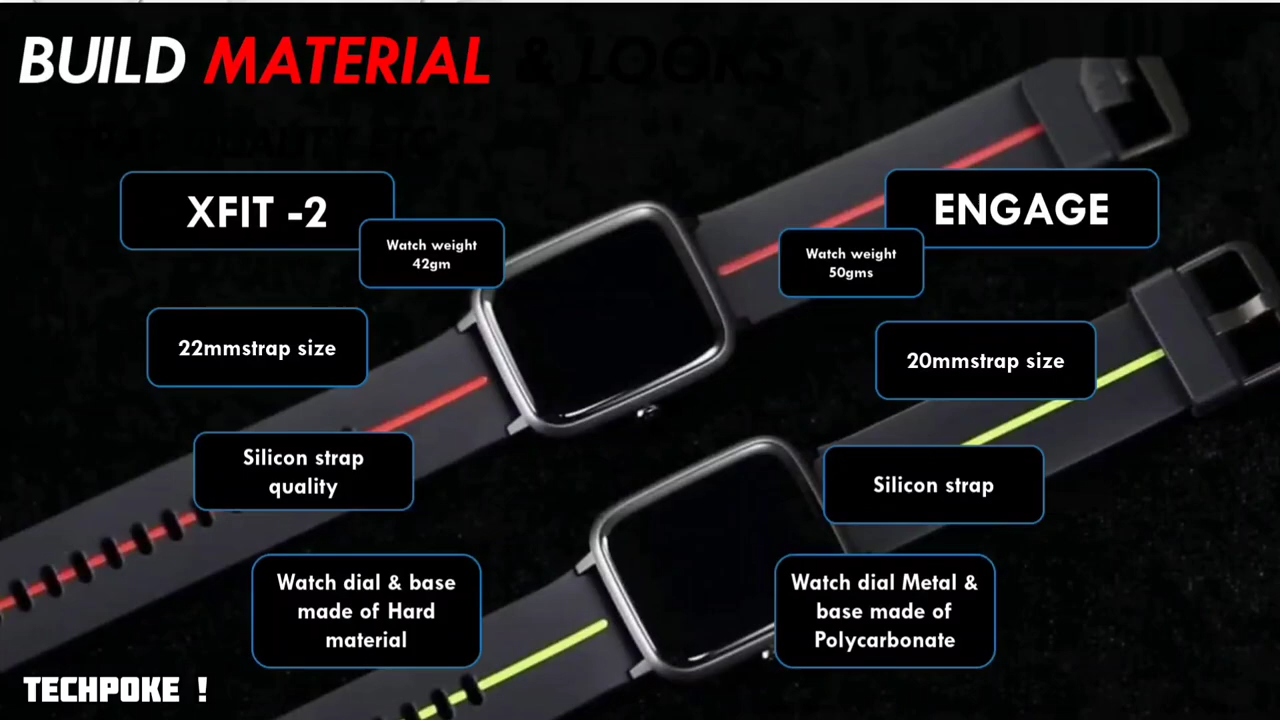 BUILD MATERIAL & LOOKS
XFIT -2
Watch weight
42gm
22mmstrap size
Silicon strap
quality
Watch dial & base
made of Hard
material
ENGAGE
Watch weight
50gms
20mmstrap size
Silicon strap
Watch dial Metal &
base made of
Polycarbonate
TECHPOKE !